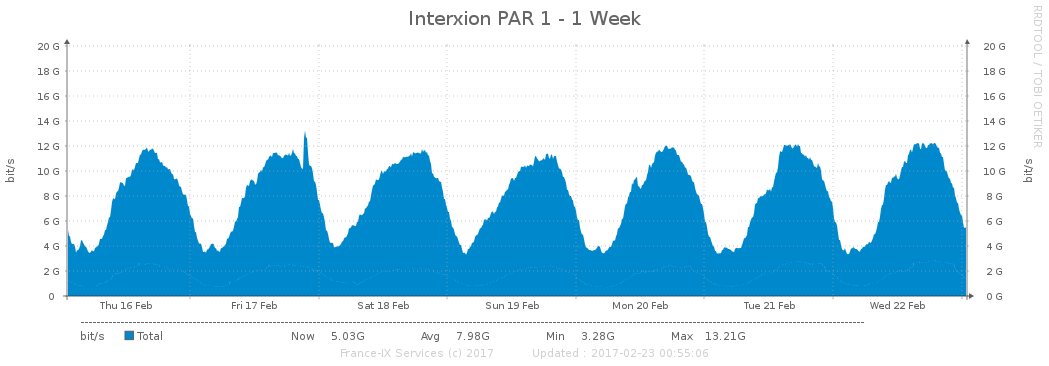 Interxion PAR 1 - 1 Week
RRDTOOL / TOBI OETIKER
bit/s
20 G 20 G
18 G 18 G
16 G 16 G
14 G 14 G
12 G 12 G
10 G 10 G
8 G 8 G
6 G 6 G
4 G 4 G
2 G 2 G
0 0 G
bit/s
Thu 16 Feb Fri 17 Feb Sat 18 Feb Sun 19 Feb Mon 20 Feb Tue 21 Feb Wed 22 Feb
bit/s Total Now 5.03G Avg 7.98G Min 3.28G Max 13.21G
France-IX Services (c) 2017 Updated : 2017-02-23 00:55:06